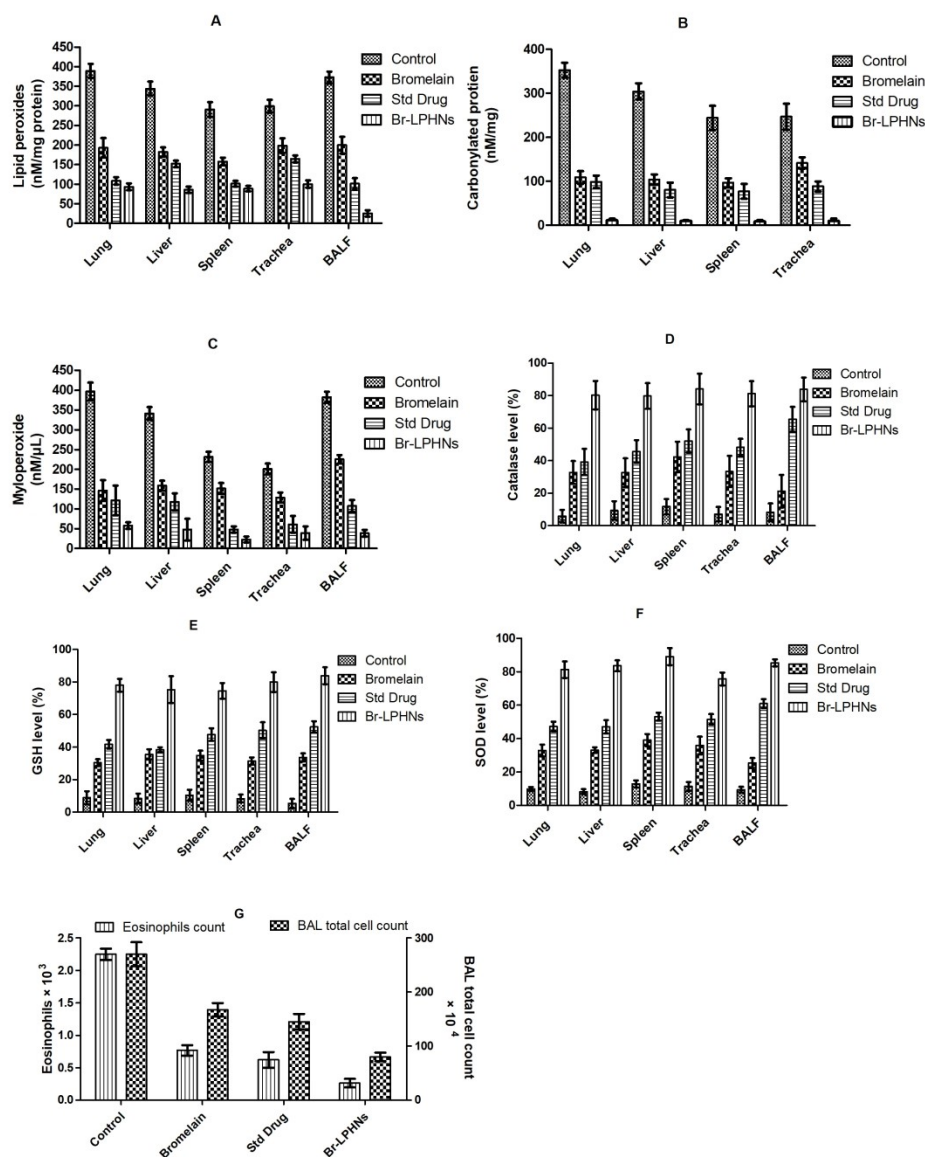 A
Lipid peroxides
(nM/mg protein)
450
400
350
300
250
200
150
100
50
0
Control
Bromelain
Std Drug
Br-LPHNs
Lung
Liver
Spleen
Trachea
BALF
B
Carbonylated protien
(nM/mg)
400
300
200
100
0
Control
Bromelain
Std Drug
Br-LPHNs
Lung
Liver
Spleen
Trachea
C
Myloperoxide
nM/µL
450
400
350
300
250
200
150
100
50
0
Control
Bromelain
Std Drug
Br-LPHNs
Lung
Liver
Spleen
Trachea
BALF
D
Catalase level (%)
100
80
60
40
20
0
Control
Bromelain
Std Drug
Br-LPHNs
Lung
Liver
Spleen
Trachea
BALF
E
GSH level (%)
100
80
60
40
20
0
Control
Bromelain
Std Drug
Br-LPHNs
Lung
Liver
Spleen
Trachea
BALF
F
SOD level (%)
100
80
60
40
20
0
Control
Bromelain
Std Drug
Br-LPHNs
Lung
Liver
Spleen
Trachea
BALF
G
Eosinophils count
BAL total cell count
Eosinophils × 10³
2.5
2.0
1.5
1.0
0.5
0.0
300
200
100
0
BAL total cell count
× 10⁴
Control
Bromelain
Std Drug
Br-LPHNs